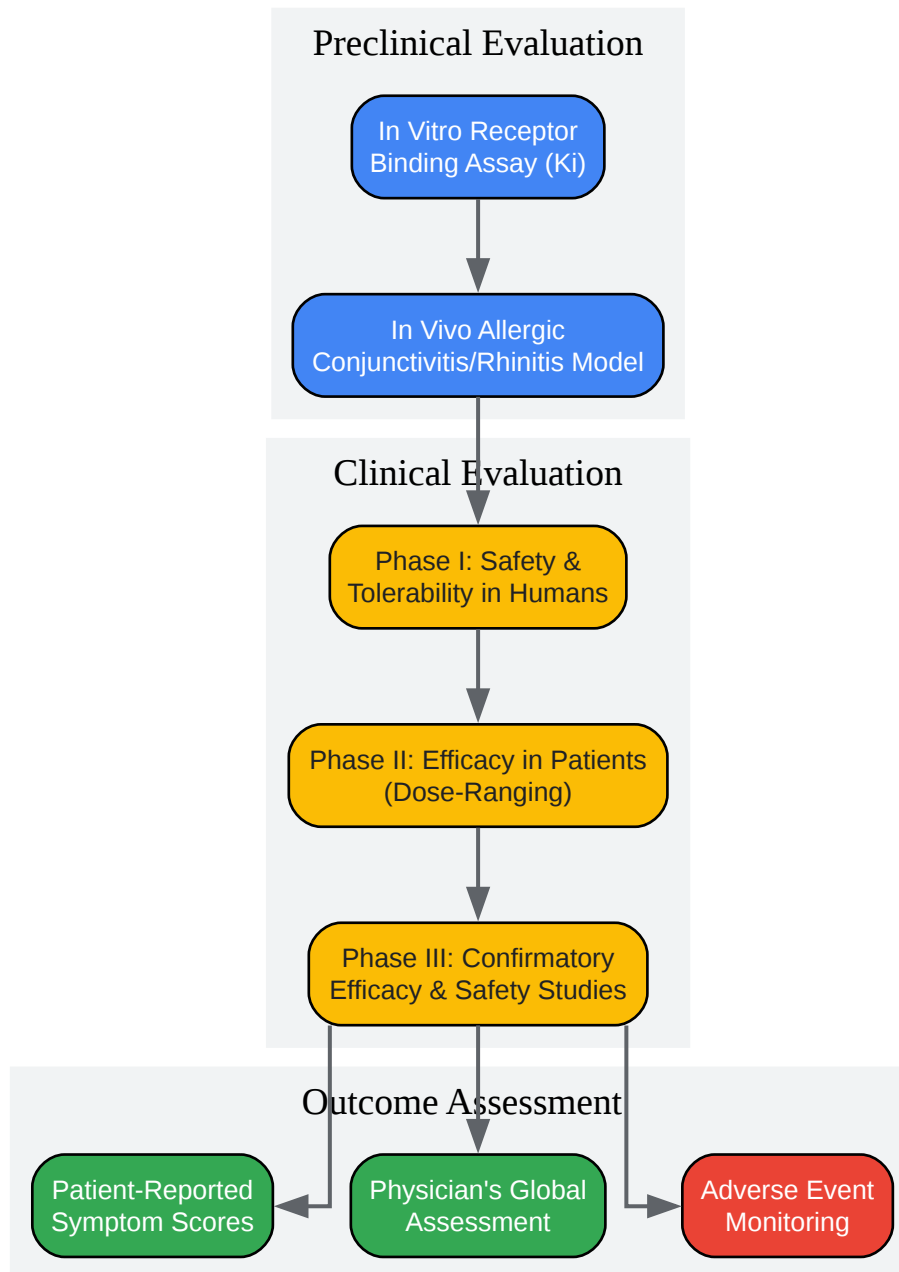 Preclinical Evaluation
In Vitro Receptor
Binding Assay (Ki)
In Vivo Allergic
Conjunctivitis/Rhinitis Model
Clinical Evaluation
Phase I: Safety &
Tolerability in Humans
Phase II: Efficacy in Patients
(Dose-Ranging)
Phase III: Confirmatory
Efficacy & Safety Studies
Outcome Assessment
Patient-Reported
Symptom Scores
Physician's Global
Assessment
Adverse Event
Monitoring